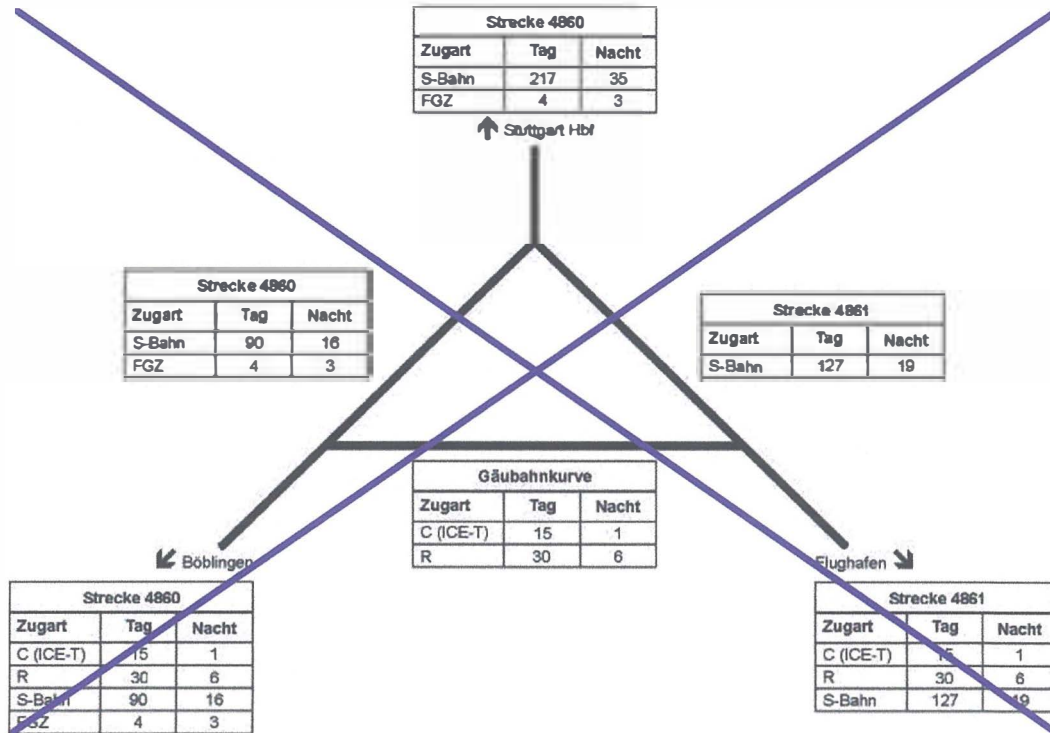 Strecke 4860
Zugart Tag Nacht
S-Bahn 217 35
FGZ 4 3
Stuttgart Hbf
Strecke 4860
Zugart Tag Nacht
S-Bahn 90 16
FGZ 4 3
Strecke 4861
Zugart Tag Nacht
S-Bahn 127 19
Gäubahnkurve
Zugart Tag Nacht
C (ICE-T) 15 1
R 30 6
Böblingen
Strecke 4860
Zugart Tag Nacht
C (ICE-T) 15 1
R 30 6
S-Bahn 90 16
FGZ 4 3
Flughafen
Strecke 4861
Zugart Tag Nacht
C (ICE-T) 15 1
R 30 6
S-Bahn 127 19